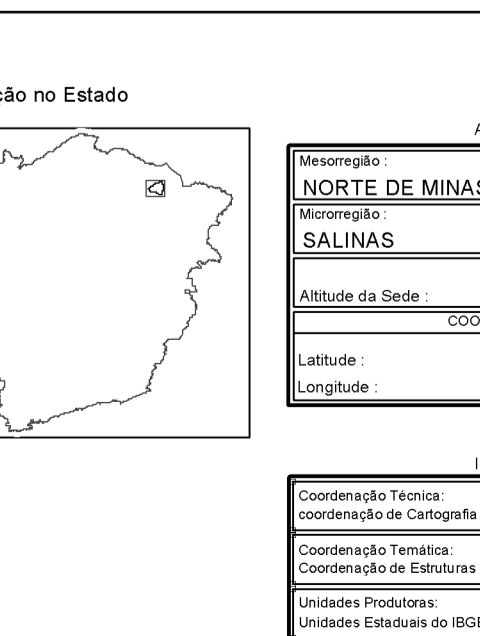 ção no Estado
Mesorregião :
NORTE DE MINAS
Microrregião :
SALINAS
Altitude da Sede :
COO
Latitude :
Longitude :
I
Coordenação Técnica:
coordenação de Cartografia
Coordenação Temática:
Coordenação de Estruturas
Unidades Produtoras:
Unidades Estaduais do IBGE